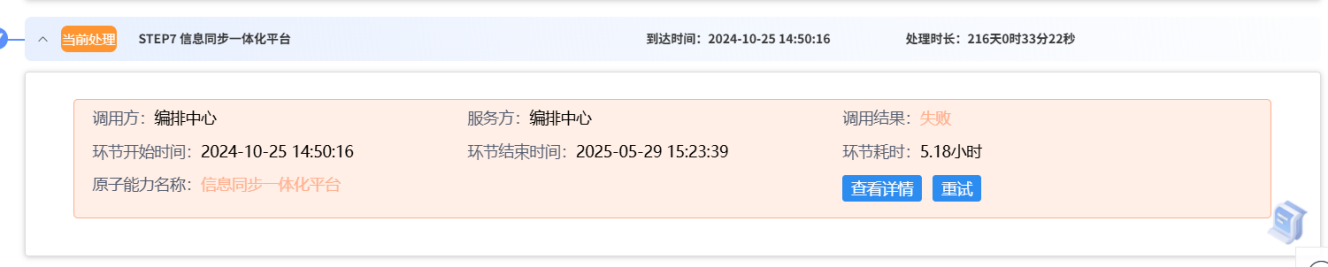 当前处理 STEP7 信息同步一体化平台 到达时间：2024-10-25 14:50:16 处理时长：216天0时33分22秒
调用方：编排中心 服务方：编排中心 调用结果：失败
环节开始时间：2024-10-25 14:50:16 环节结束时间：2025-05-29 15:23:39 环节耗时：5.18小时
原子能力名称：信息同步一体化平台 查看详情 重试